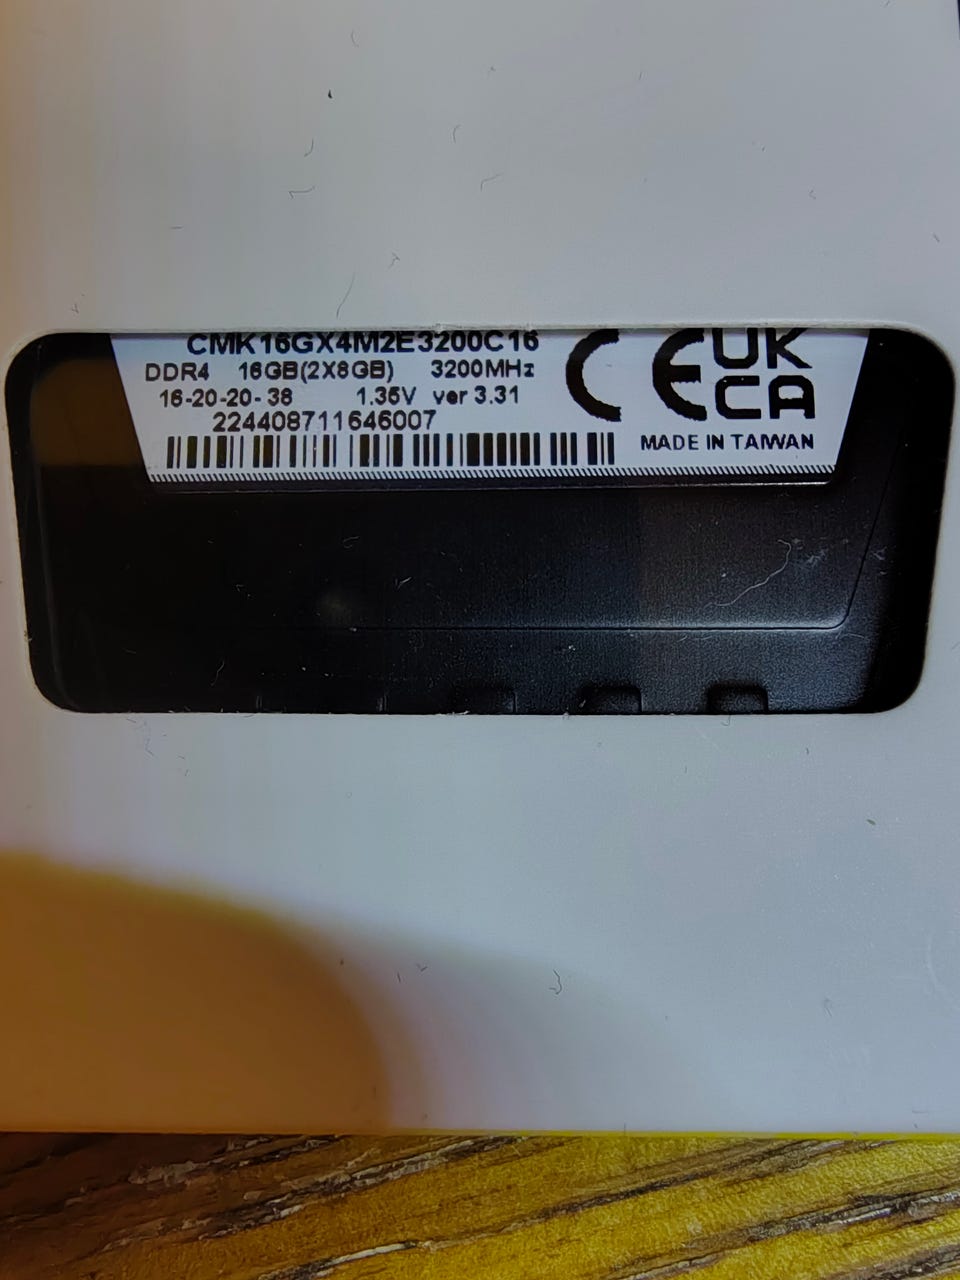 CMK16GX4M2E3200C16
DDR4 16GB(2X8GB) 3200MHz
16-20-20-38 1.35V ver 3.31
224408711646007
CE UK CA
MADE IN TAIWAN